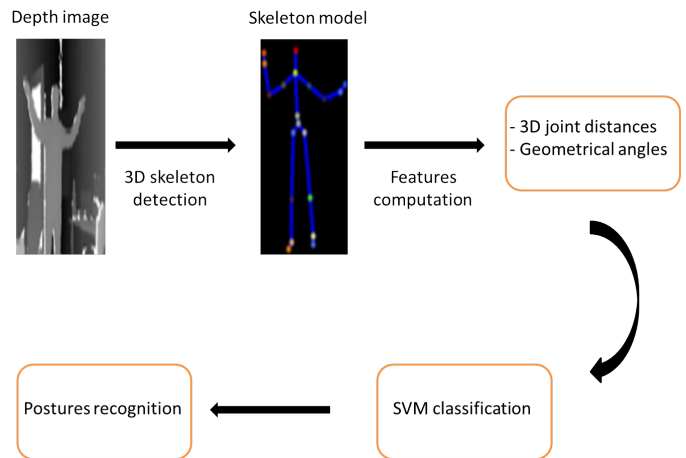 Depth image
Skeleton model
3D skeleton
detection
Features
computation
- 3D joint distances
- Geometrical angles
Postures recognition
SVM classification